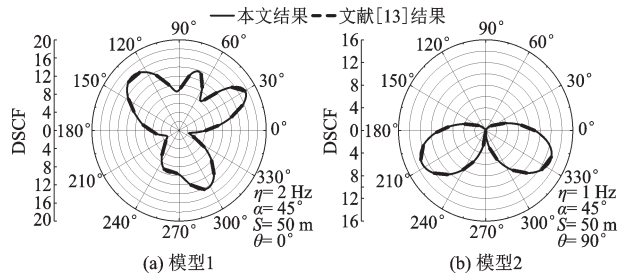 本文结果 文献[13]结果
20 120° 90° 60°
16 150° 30°
12
8
4
DSCF 0 180° 0°
4
8
12 210° 330°
16 240° 300°
20 270°
η= 2 Hz
α= 45°
S= 50 m
θ= 0°
(a) 模型1
16 120° 90° 60°
12 150° 30°
8
4
DSCF 0 180° 0°
4
8 210° 330°
12 240° 300°
16 270°
η= 1 Hz
α= 45°
S= 50 m
θ= 90°
(b) 模型2